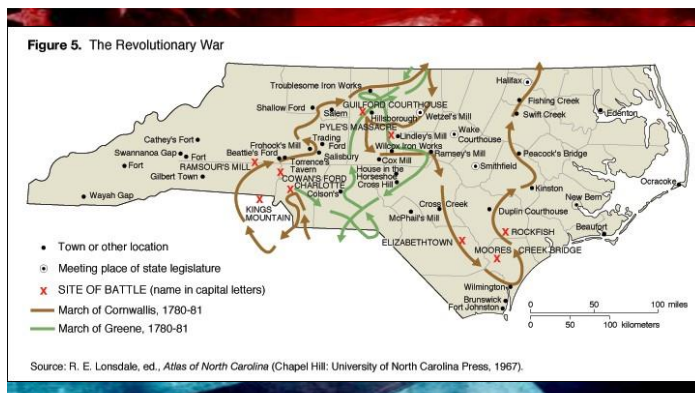 Figure 5. The Revolutionary War
Halifax
Troublesome Iron Works
Shallow Ford
Salem
GUILFORD COURTHOUSE
Hillsborough
Wetzel's Mill
Fishing Creek
Swift Creek
Edenton
PYLE'S MASSACRE
Lindley's Mill
Wake
Courthouse
Cathey's Fort
Swannanoa Gap
Fort
Fort
Gilbert Town
Frohock's Mill
Trading
Ford
Beattie's Ford
Salisbury
RAMSOUR'S MILL
Torrence's
Tavern
Wilcox Iron Works
Ramsey's Mill
Cox Mill
Peacock's Bridge
Smithfield
COWAN'S FORD
CHARLOTTE
Colson's
House in the
Horseshoe
Cross Hill
Kinston
Ocracoke
Wayah Gap
KINGS
MOUNTAIN
McPhail's Mill
Cross Creek
Duplin Courthouse
New Bern
Beaufort
ROCKFISH
ELIZABETHTOWN
MOORES CREEK BRIDGE
Wilmington
Brunswick
Fort Johnston
Town or other location
Meeting place of state legislature
X SITE OF BATTLE (name in capital letters)
March of Cornwallis, 1780-81
March of Greene, 1780-81
0 50 100 miles
0 50 100 kilometers
Source: R. E. Lonsdale, ed., Atlas of North Carolina (Chapel Hill: University of North Carolina Press, 1967).